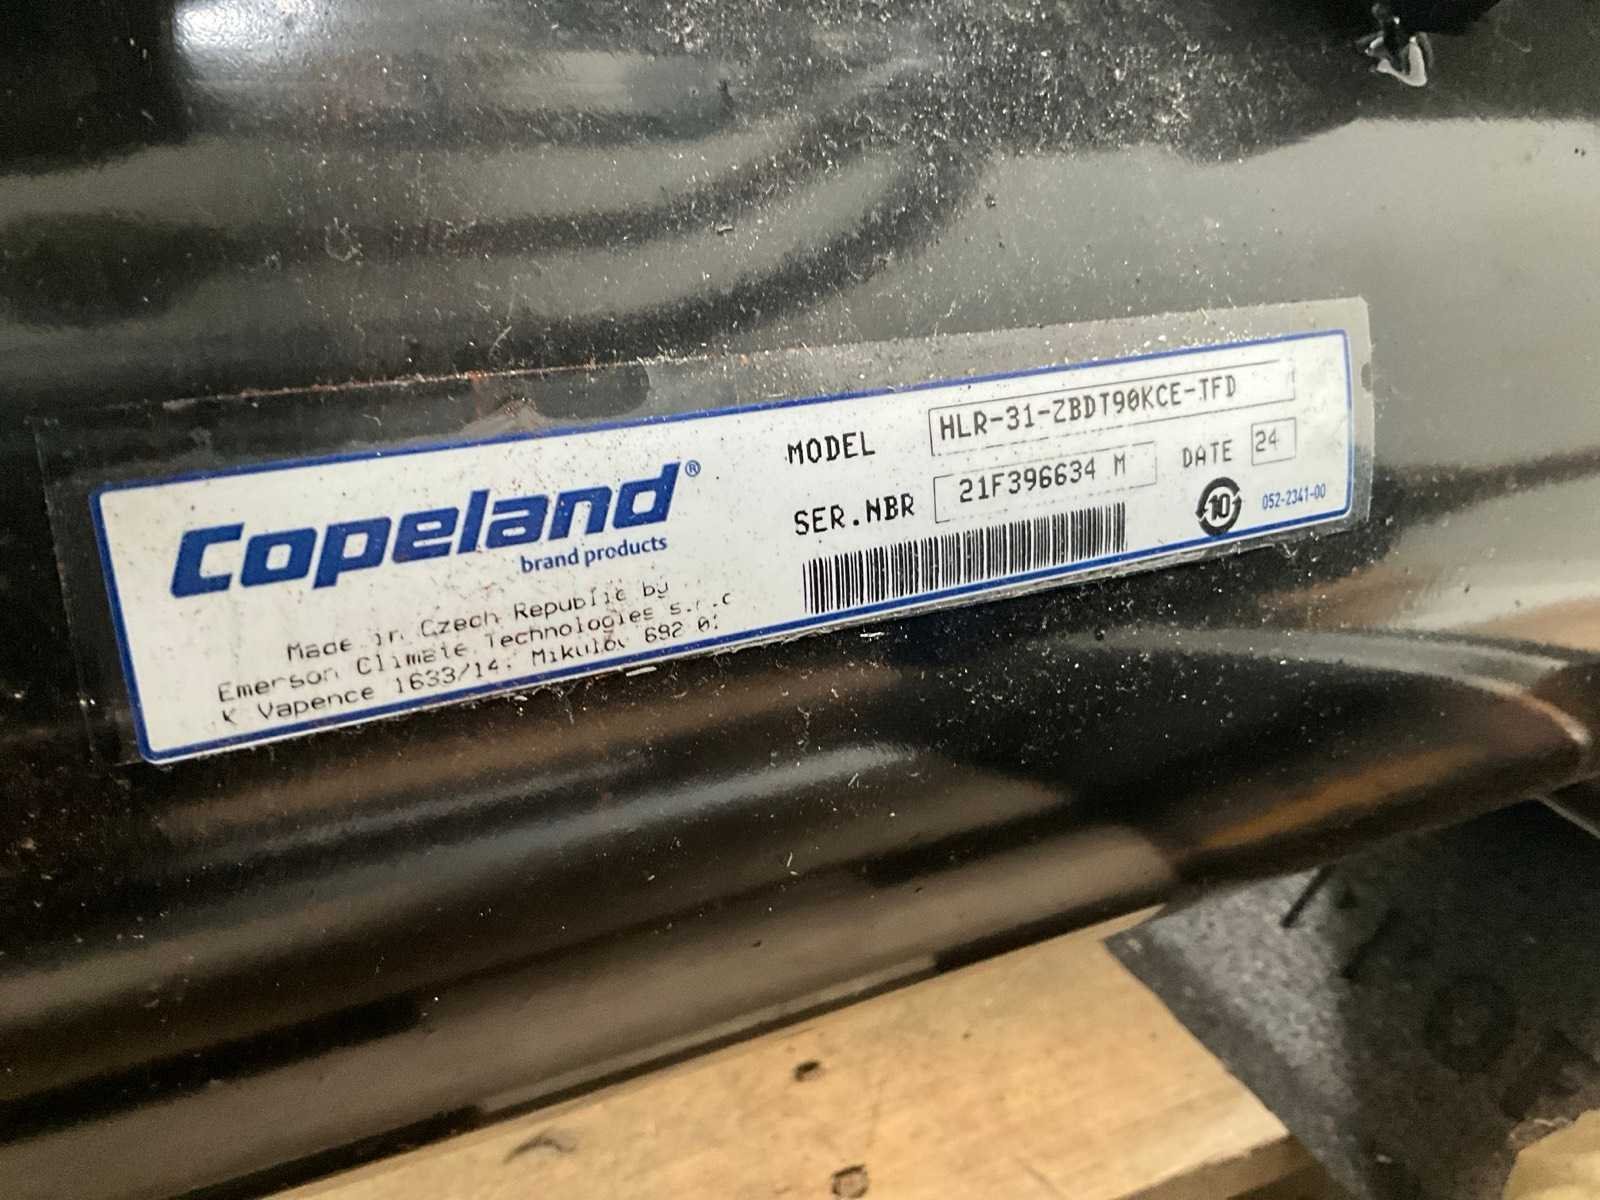 Copeland®
brand products
Made in Czech Republic by
Emerson Climate Technologies s.r.o
K Vapence 1633/14, Mikulov 692 01
MODEL HLR-31-ZBDT90KCE-TFD
SER.NBR 21F396634 M DATE 24
10 052-2341-00